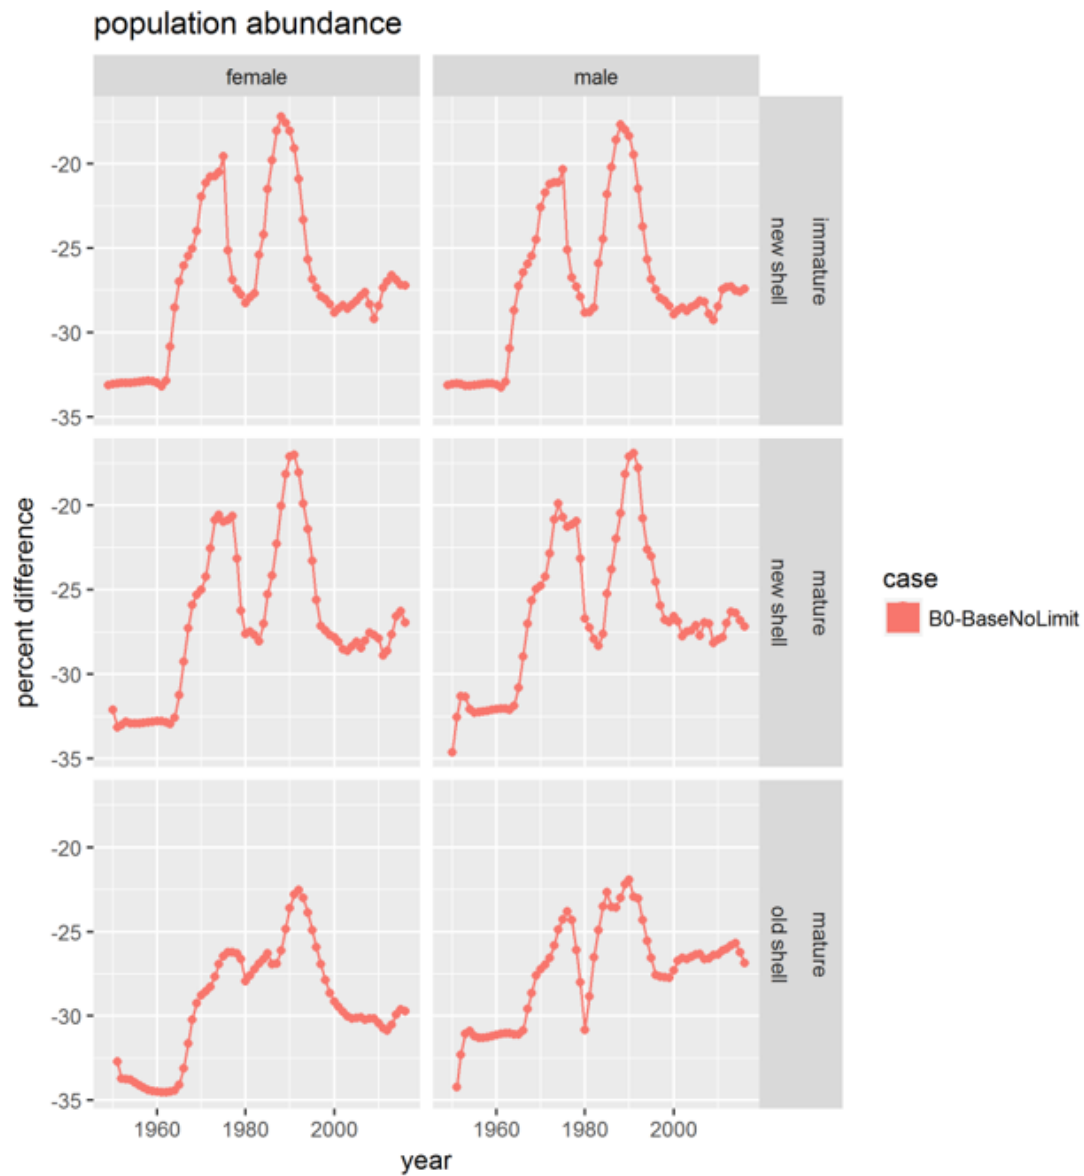 population abundance
female
male
-20
-25
-30
-35
immature
new shell
-20
-25
-30
-35
mature
new shell
-20
-25
-30
-35
mature
old shell
1960
1980
2000
1960
1980
2000
year
percent difference
case
B0-BaseNoLimit